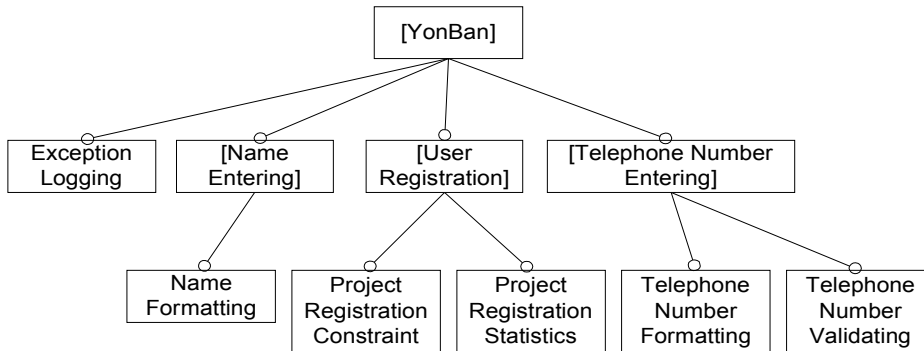 [YonBan]
Exception
Logging
[Name
Entering]
[User
Registration]
[Telephone Number
Entering]
Name
Formatting
Project
Registration
Constraint
Project
Registration
Statistics
Telephone
Number
Formatting
Telephone
Number
Validating